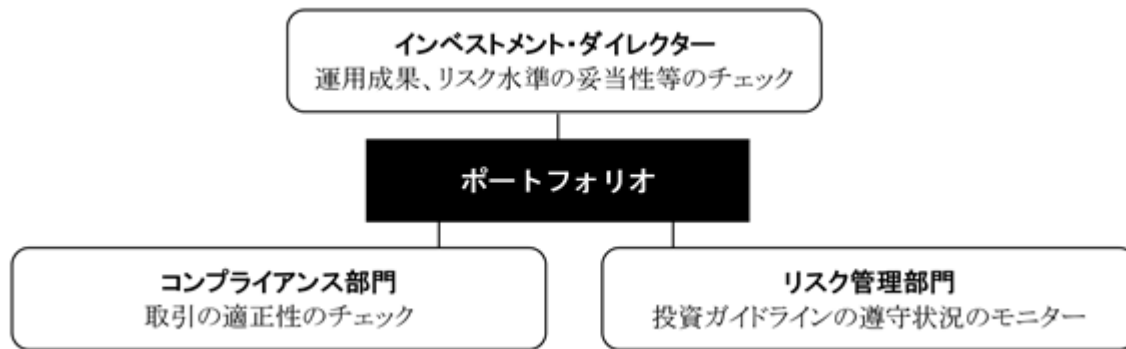 インベストメント・ダイレクター
運用成果、リスク水準の妥当性等のチェック
ポートフォリオ
コンプライアンス部門
取引の適正性のチェック
リスク管理部門
投資ガイドラインの遵守状況のモニター